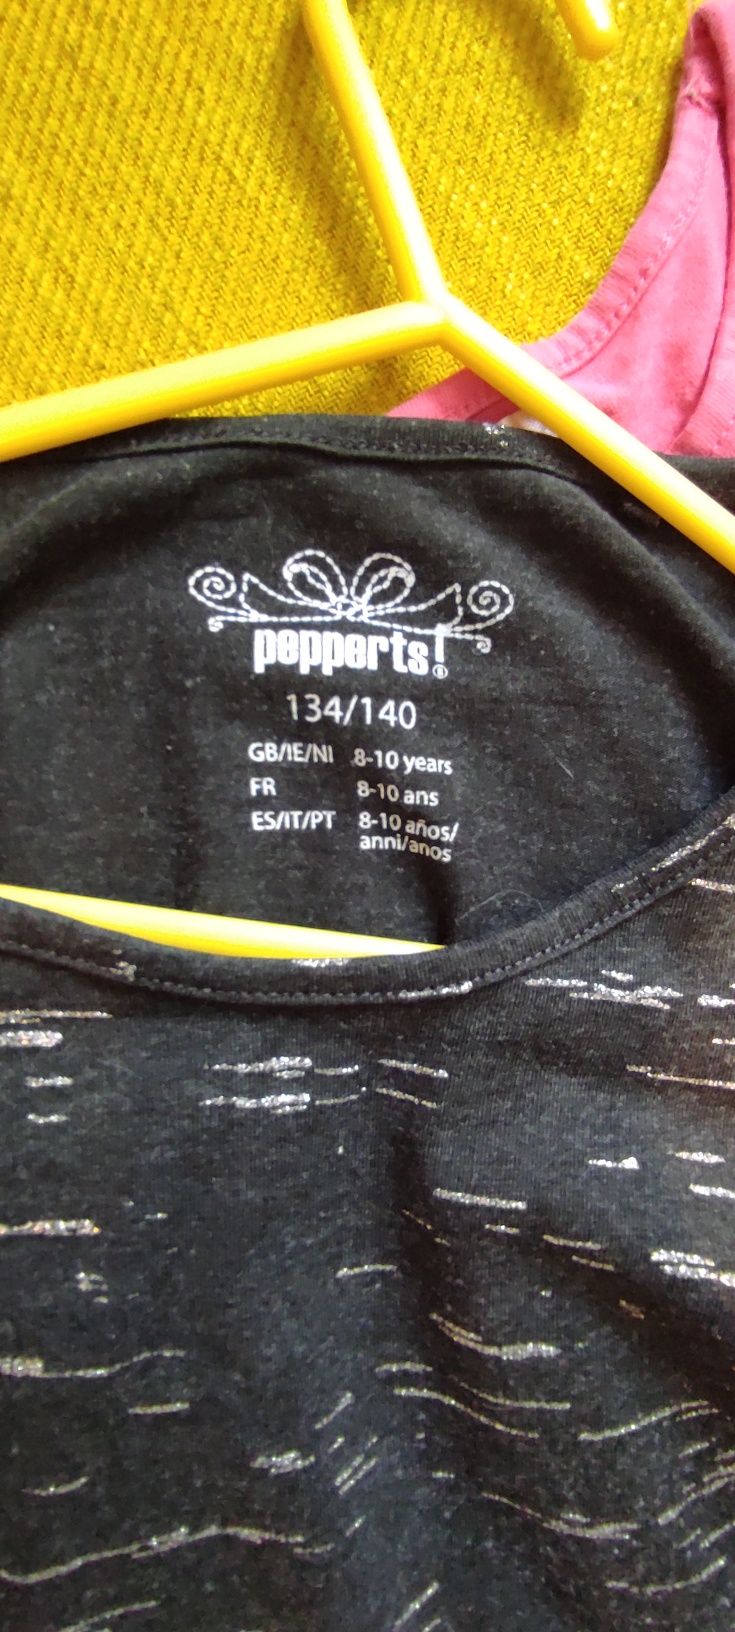 pepperts!®
134/140
GB/IE/NI 8-10 years
FR 8-10 ans
ES/IT/PT 8-10 años/
anni/anos